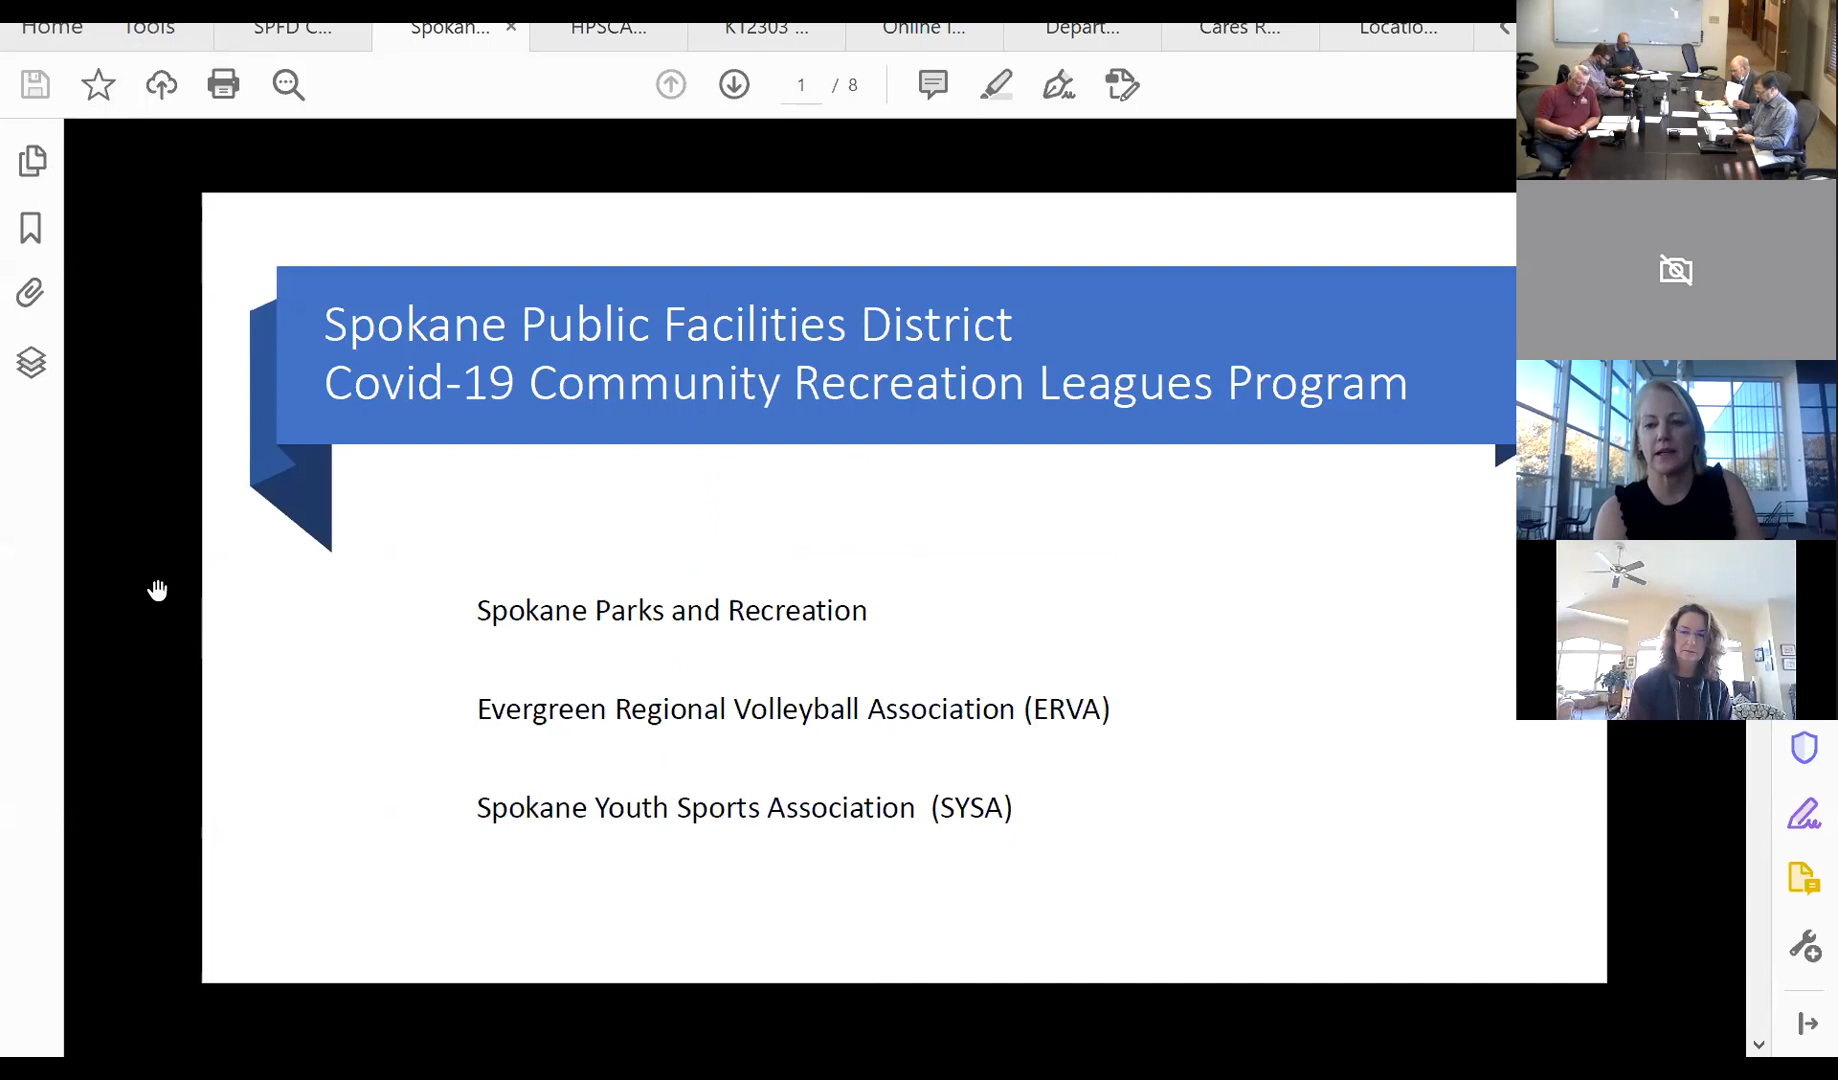 Home Tools SPFD C... Spokan... × HPSCA... KT2303 ... Online I... Depart... Cares R... Locatio...
1 / 8
Spokane Public Facilities District
Covid-19 Community Recreation Leagues Program
Spokane Parks and Recreation
Evergreen Regional Volleyball Association (ERVA)
Spokane Youth Sports Association (SYSA)